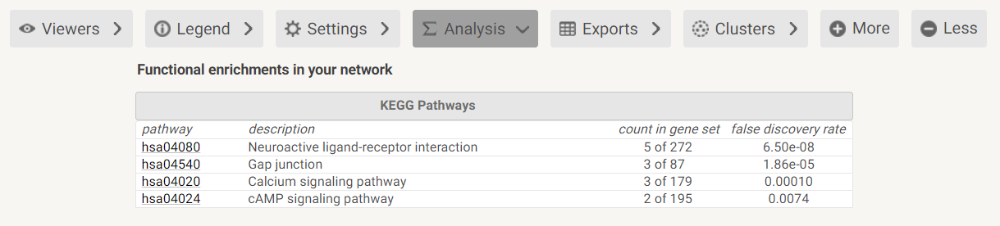 Viewers Legend Settings Analysis Exports Clusters More Less
Functional enrichments in your network
KEGG Pathways
pathway description count in gene set false discovery rate
hsa04080 Neuroactive ligand-receptor interaction 5 of 272 6.50e-08
hsa04540 Gap junction 3 of 87 1.86e-05
hsa04020 Calcium signaling pathway 3 of 179 0.00010
hsa04024 cAMP signaling pathway 2 of 195 0.0074